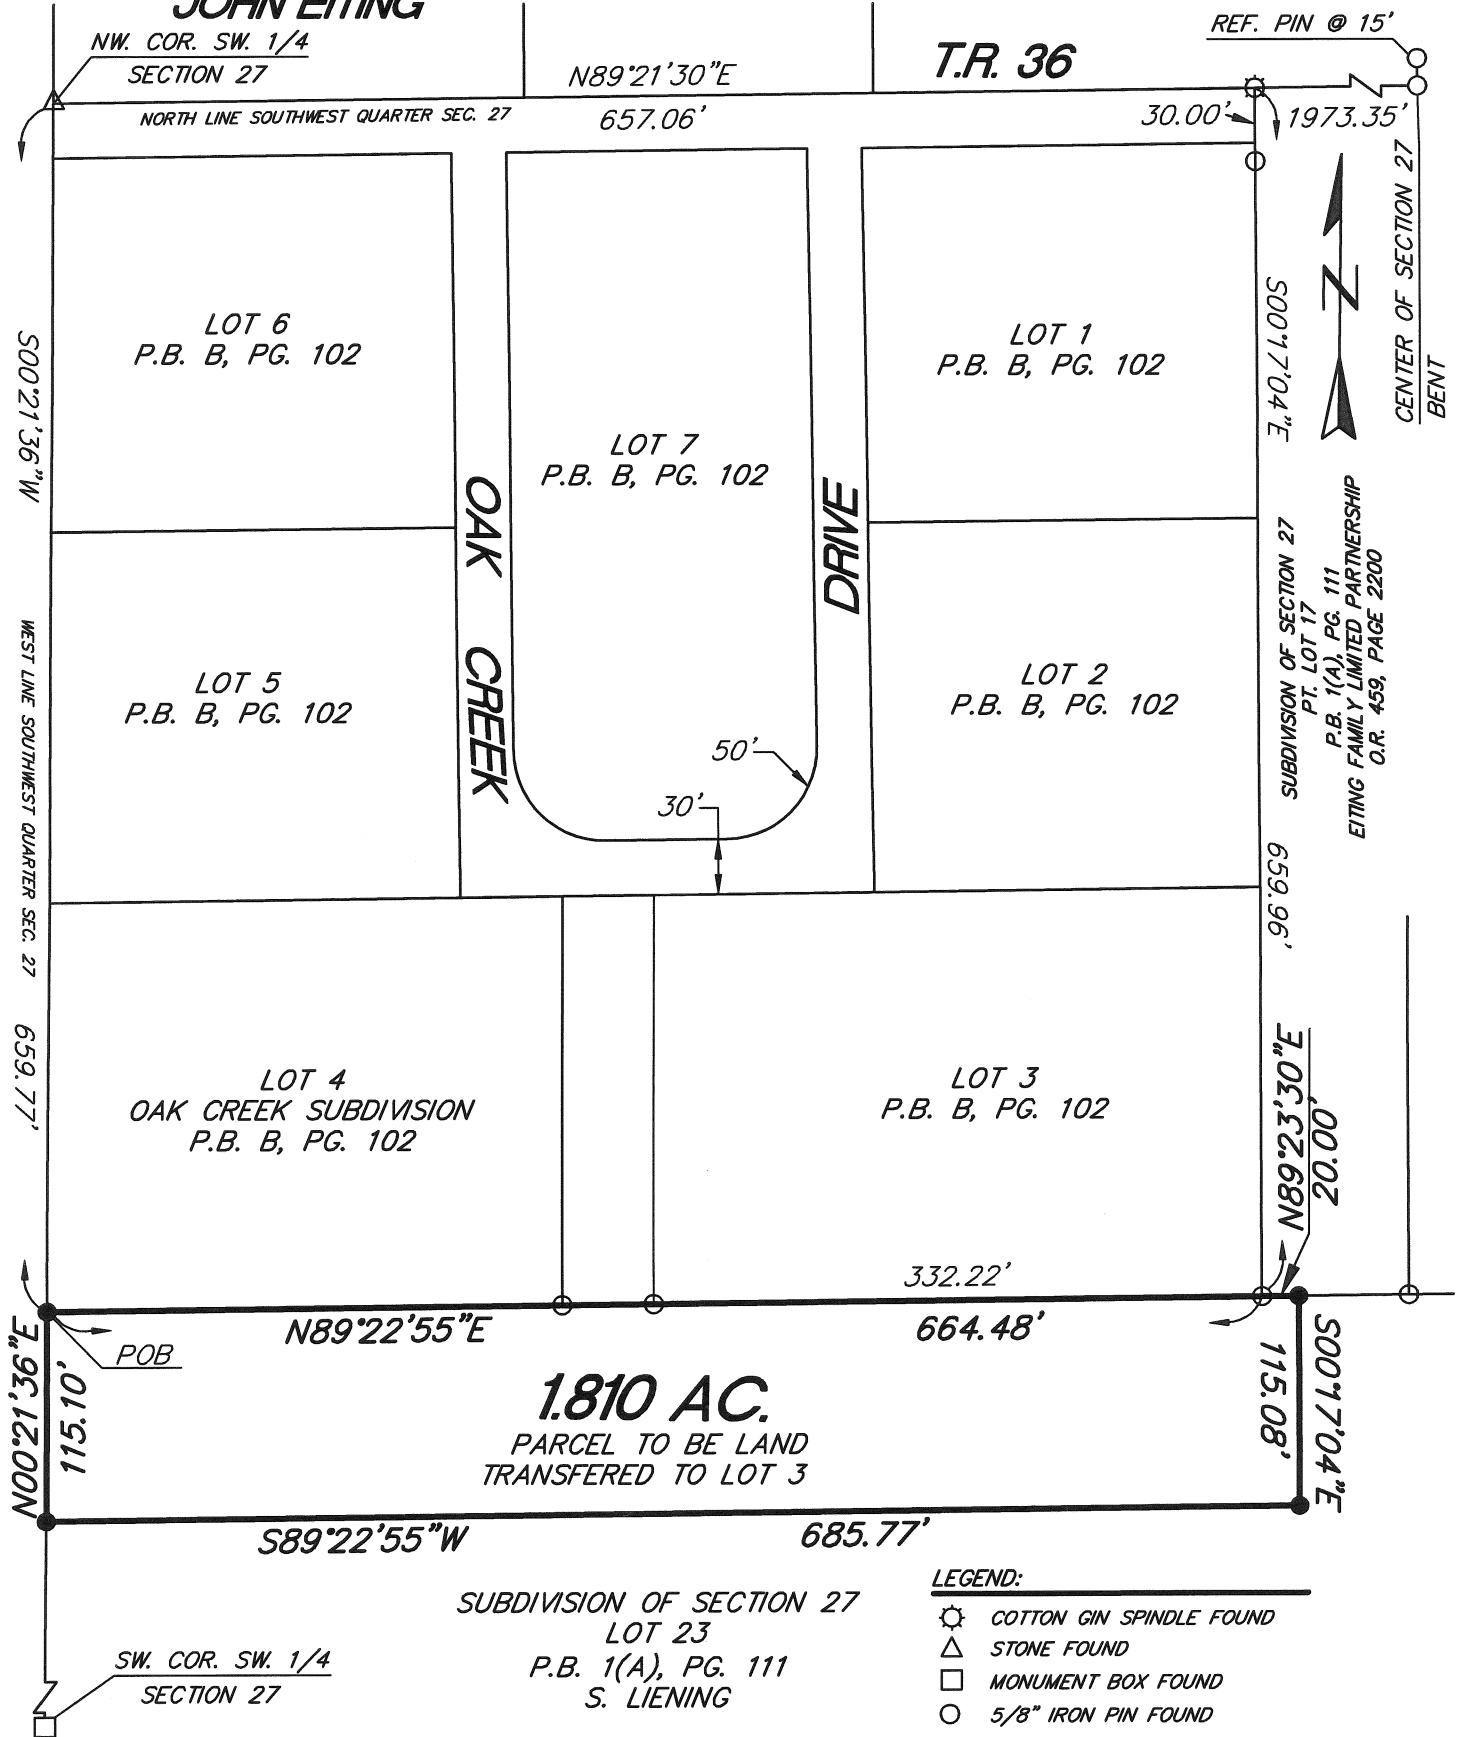 JOHN EITING
NW. COR. SW. 1/4
SECTION 27
N89°21'30"E
T.R. 36
REF. PIN @ 15'
NORTH LINE SOUTHWEST QUARTER SEC. 27
657.06'
30.00'
1973.35'
CENTER OF SECTION 27
BENT
LOT 6
P.B. B, PG. 102
LOT 7
P.B. B, PG. 102
LOT 1
P.B. B, PG. 102
S00°17'04"E
S00°21'36"W
OAK CREEK
DRIVE
SUBDIVISION OF SECTION 27
PT. LOT 17
P.B. 1(A), PG. 111
EITING FAMILY LIMITED PARTNERSHIP
O.R. 459, PAGE 2200
WEST LINE SOUTHWEST QUARTER SEC. 27
LOT 5
P.B. B, PG. 102
LOT 2
P.B. B, PG. 102
50'
30'
659.96'
659.77'
LOT 4
OAK CREEK SUBDIVISION
P.B. B, PG. 102
LOT 3
P.B. B, PG. 102
N89°23'30"E
20.00'
332.22'
N89°22'55"E
664.48'
POB
N00°21'36"E
115.10'
1.810 AC.
PARCEL TO BE LAND
TRANSFERED TO LOT 3
115.08'
S00°17'04"E
S89°22'55"W
685.77'
SUBDIVISION OF SECTION 27
LOT 23
P.B. 1(A), PG. 111
S. LIENING
SW. COR. SW. 1/4
SECTION 27
LEGEND:
COTTON GIN SPINDLE FOUND
STONE FOUND
MONUMENT BOX FOUND
5/8" IRON PIN FOUND